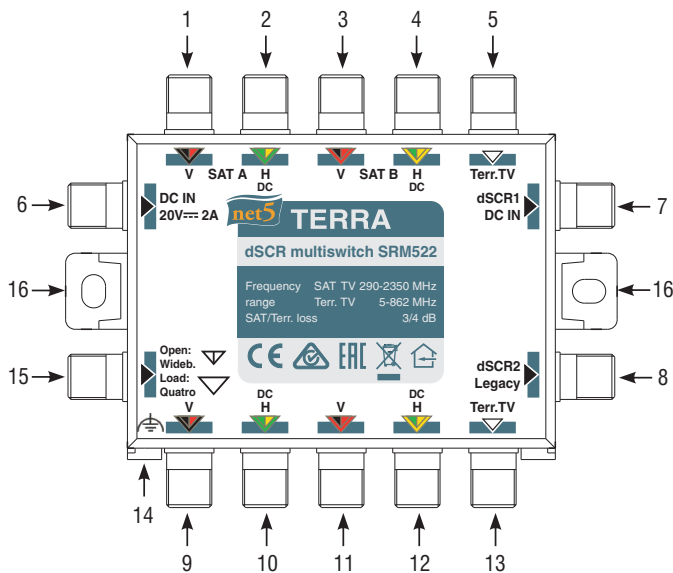 1 2 3 4 5
V SAT A H V SAT B H Terr.TV
DC DC
6
DC IN
20V⎓ 2A
net5 TERRA
dSCR1
DC IN
7
dSCR multiswitch SRM522
Frequency SAT TV 290-2350 MHz
range Terr. TV 5-862 MHz
SAT/Terr. loss 3/4 dB
16
16
CE EAC
15
Open:
Wideb.
Load:
Quatro
dSCR2
Legacy
8
DC DC
V H V H Terr.TV
14
9 10 11 12 13